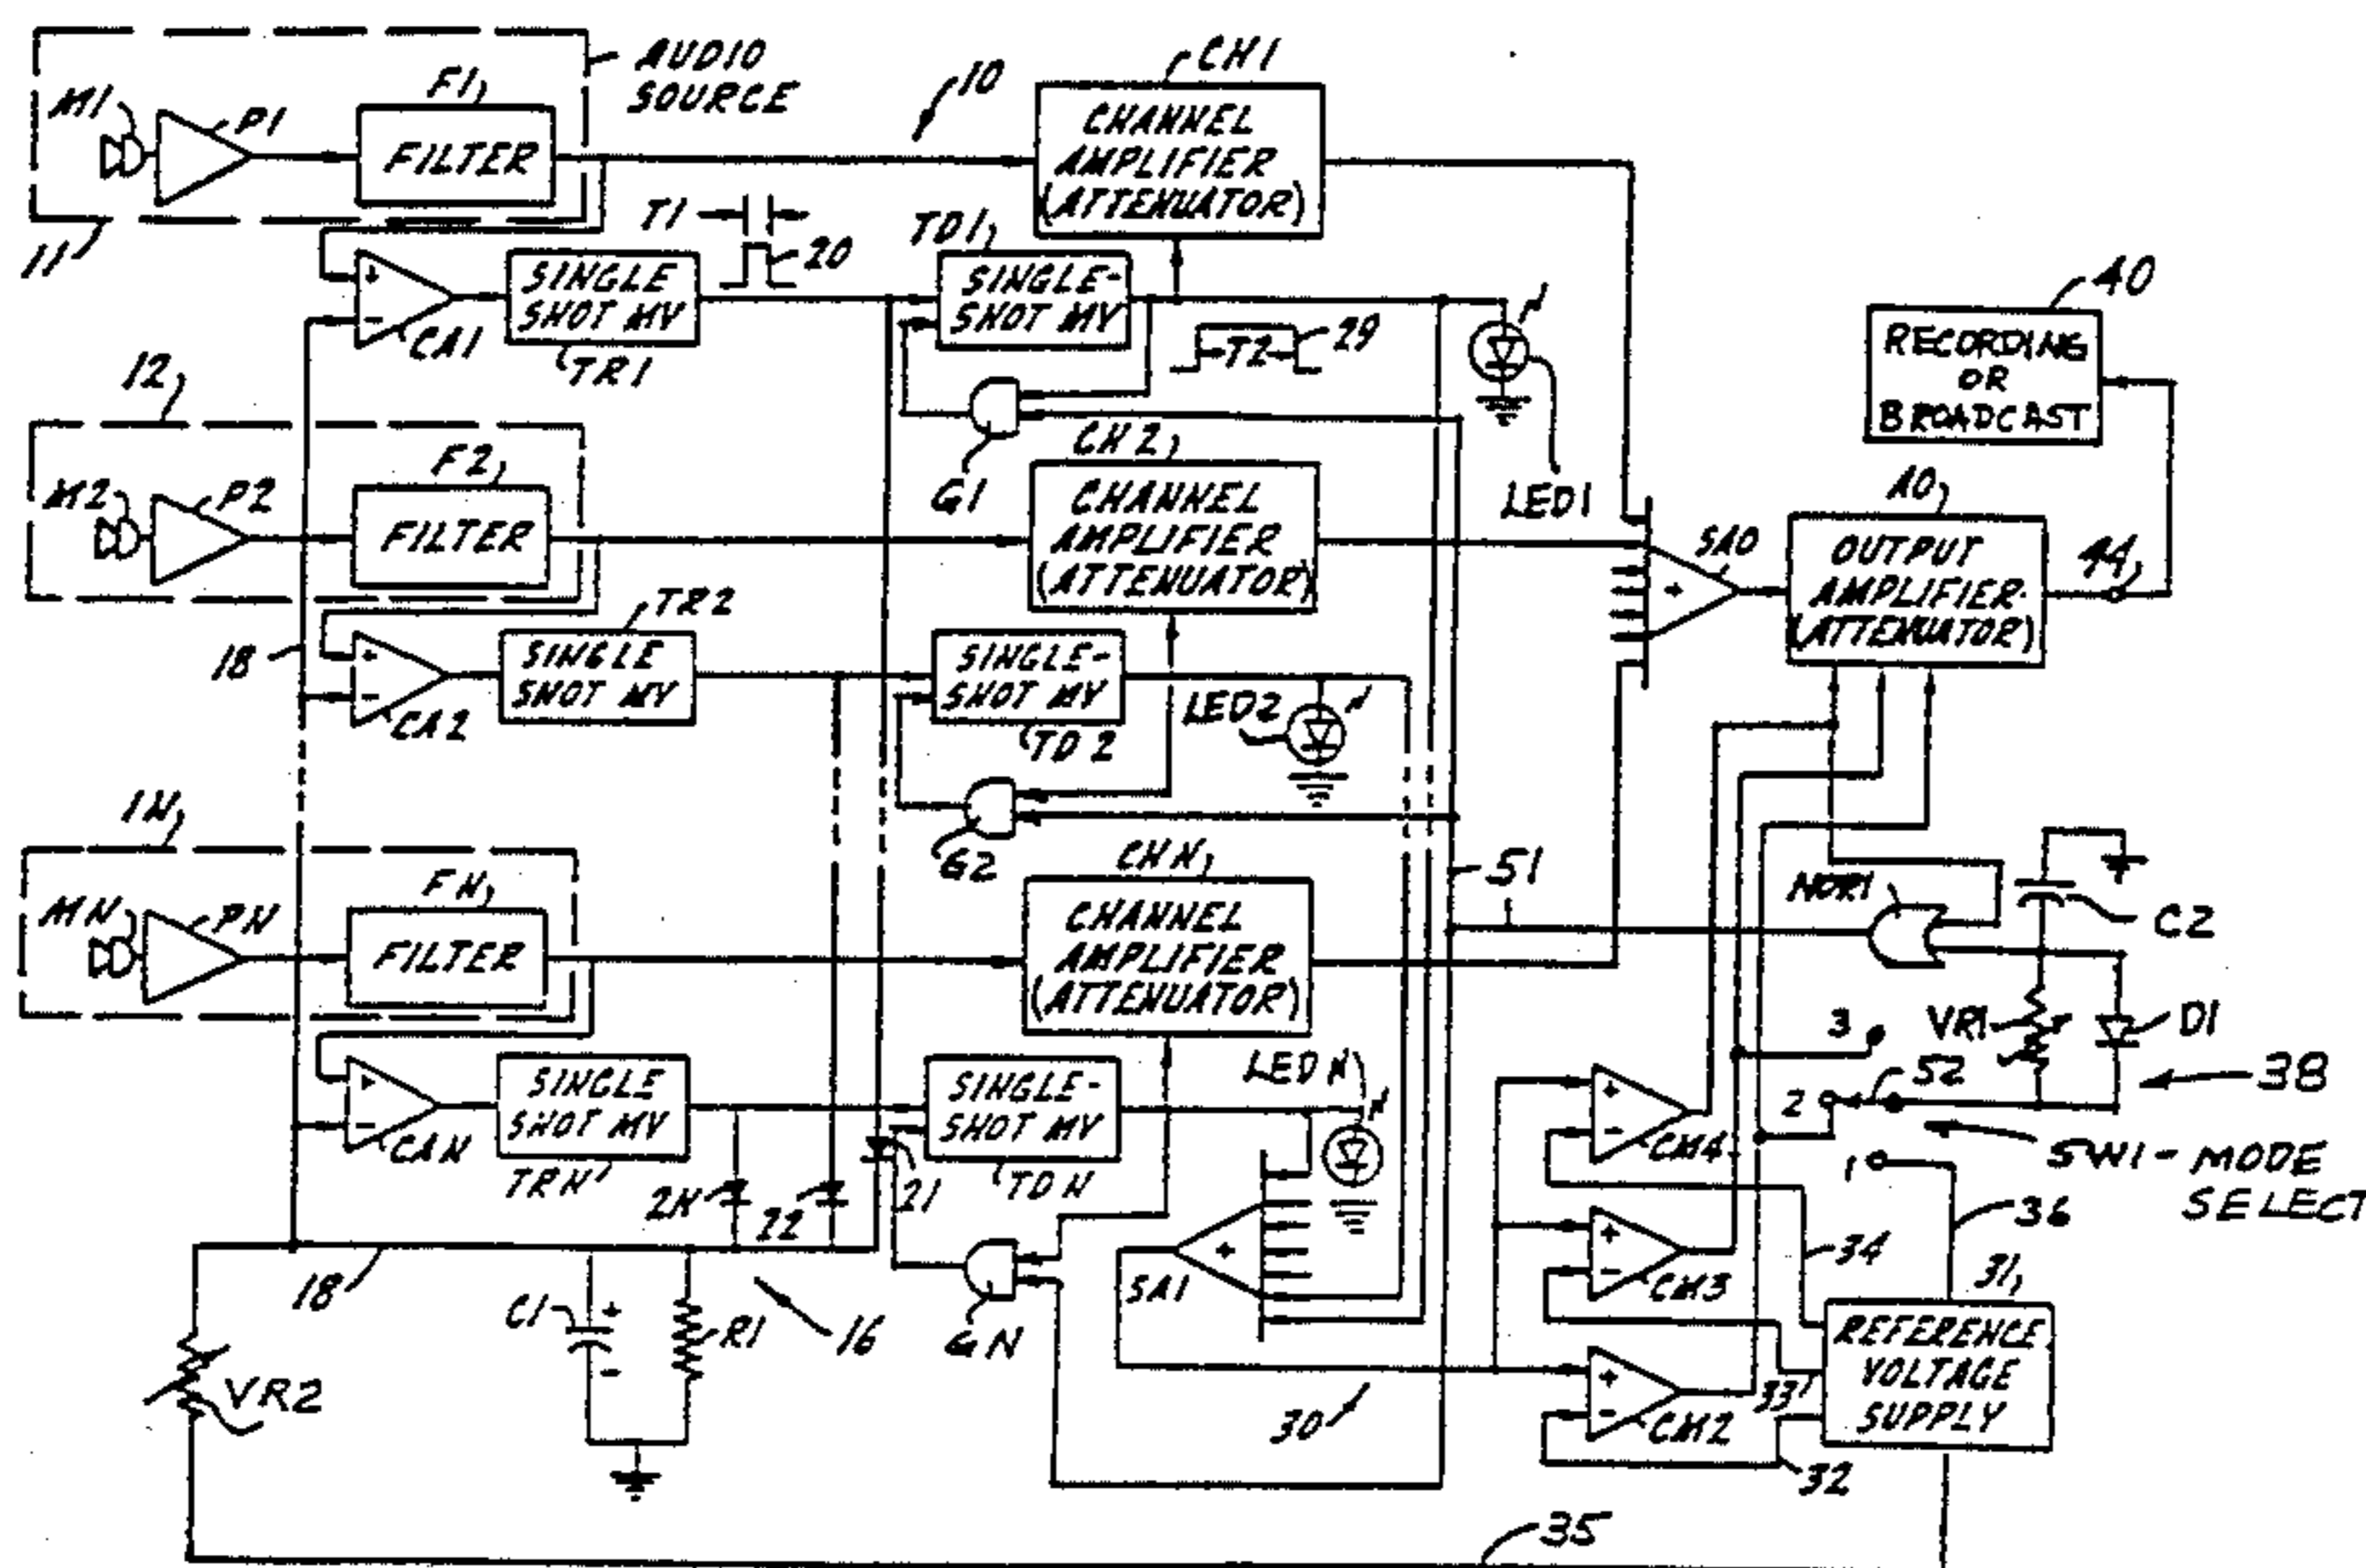 AUDIO
SOURCE
M1
P1
F1
FILTER
11
10
CH1
CHANNEL
AMPLIFIER
(ATTENUATOR)
T1
20
+
-
CA1
SINGLE
SHOT MV
TR1
TD1
SINGLE-
SHOT MV
T2
29
G1
LED1
40
RECORDING
OR
BROADCAST
12
M2
P2
F2
FILTER
CH2
CHANNEL
AMPLIFIER
(ATTENUATOR)
SAO
+
AO
OUTPUT
AMPLIFIER
(ATTENUATOR)
44
18
+
-
CA2
TR2
SINGLE
SHOT MV
SINGLE-
SHOT MV
TD2
LED2
G2
1N
MN
PN
FN
FILTER
CHN
CHANNEL
AMPLIFIER
(ATTENUATOR)
51
NOR1
C2
VR1
D1
38
3
2
1
S2
SW1 - MODE
SELECT
36
+
-
CAN
SINGLE
SHOT MV
TRN
2N
22
21
SINGLE-
SHOT MV
TDN
LED N
GN
SA1
+
+
-
CM4
+
-
CM3
+
-
CM2
34
33
32
31
REFERENCE
VOLTAGE
SUPPLY
18
C1
+
-
R1
16
VR2
30
35